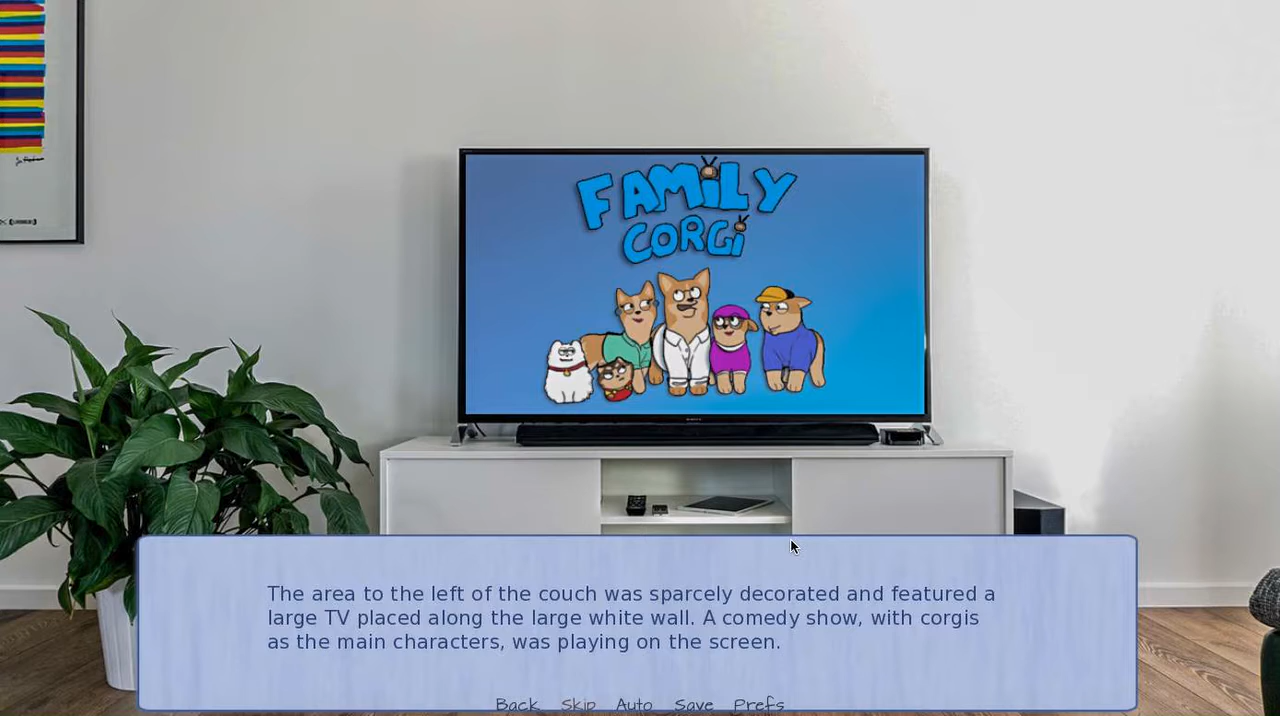 FAMiLY
CORGi
The area to the left of the couch was sparcely decorated and featured a
large TV placed along the large white wall. A comedy show, with corgis
as the main characters, was playing on the screen.
Back Skip Auto Save Prefs